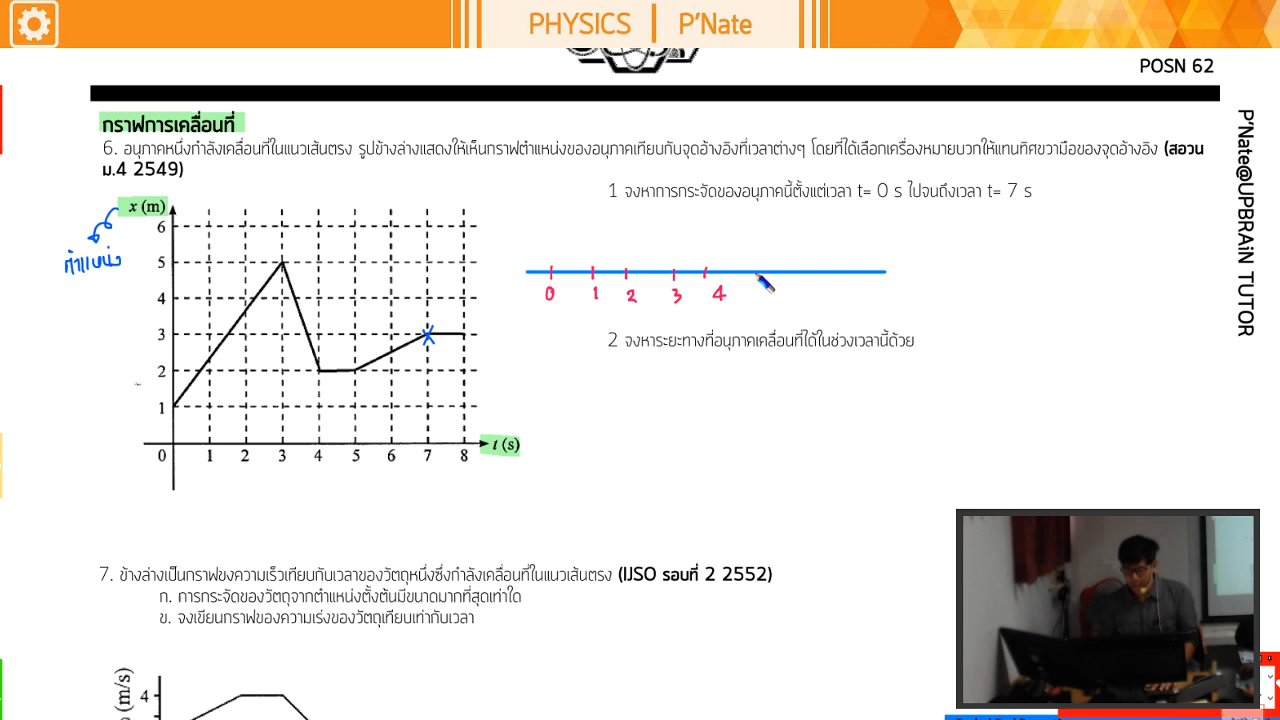 PHYSICS | P'Nate
POSN 62
กราฟการเคลื่อนที่
6. อนุภาคหนึ่งกำลังเคลื่อนที่ในแนวเส้นตรง รูปข้างล่างแสดงให้เห็นกราฟตำแหน่งของอนุภาคเทียบกับจุดอ้างอิงที่เวลาต่างๆ โดยที่ได้เลือกเครื่องหมายบวกให้แทนทิศขวามือของจุดอ้างอิง (สอวน
ม.4 2549)
1 จงหาการกระจัดของอนุภาคนี้ตั้งแต่เวลา t= 0 s ไปจนถึงเวลา t= 7 s
x (m)
ตำแหน่ง
6
5
4
3
2
1
0 1 2 3 4 5 6 7 8
t (s)
0 1 2 3 4
2 จงหาระยะทางที่อนุภาคเคลื่อนที่ได้ในช่วงเวลานี้ด้วย
P'Nate@UPBRAiN TUTOR
7. ข้างล่างเป็นกราฟขงความเร็วเทียบกับเวลาของวัตถุหนึ่งซึ่งกำลังเคลื่อนที่ในแนวเส้นตรง (IJSO รอบที่ 2 2552)
ก. การกระจัดของวัตถุจากตำแหน่งตั้งต้นมีขนาดมากที่สุดเท่าใด
ข. จงเขียนกราฟของความเร่งของวัตถุเทียบเท่ากับเวลา
(m/s)
4